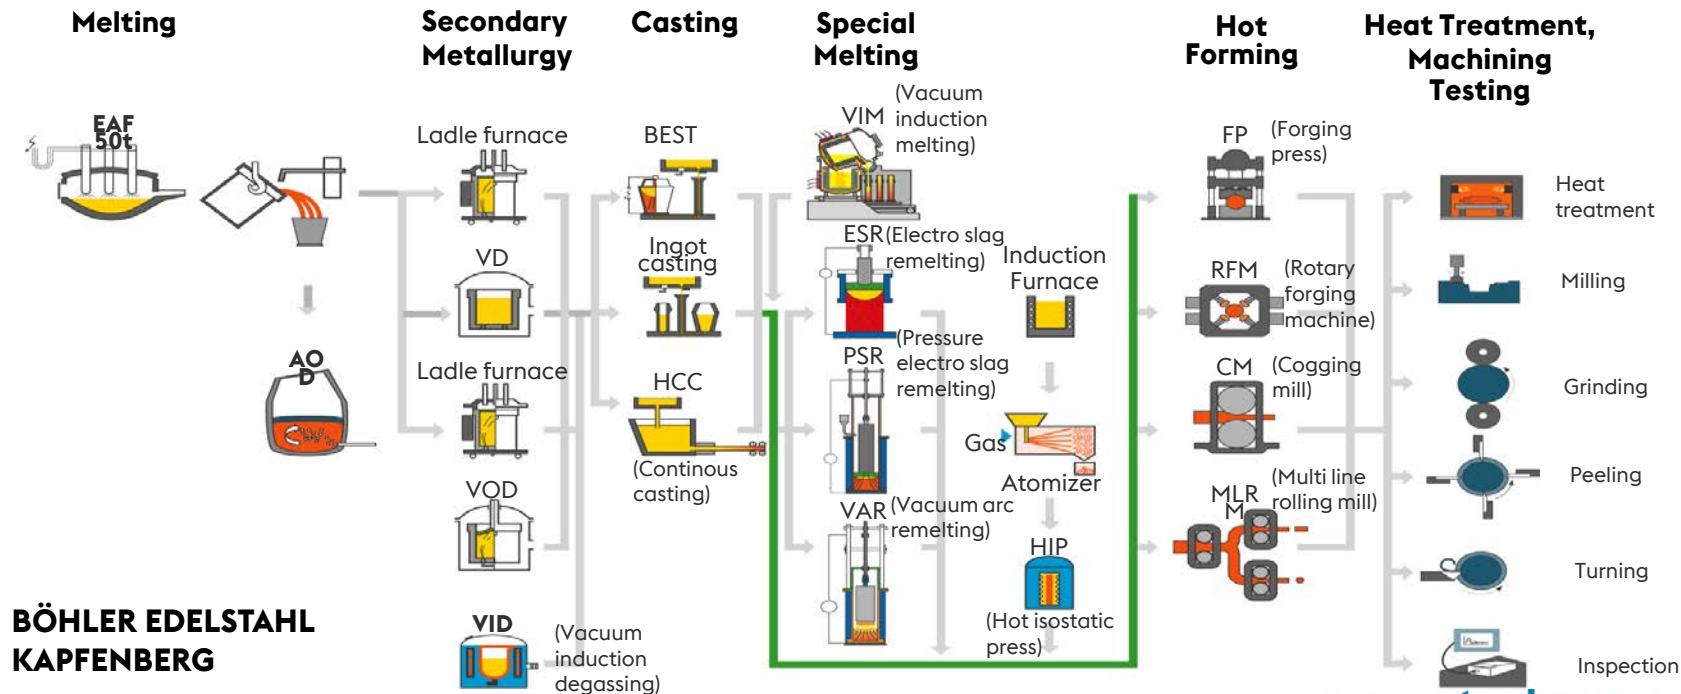 Melting
Secondary
Metallurgy
Casting
Special
Melting
Hot
Forming
Heat Treatment,
Machining
Testing
EAF
50t
AO
D
Ladle furnace
VD
Ladle furnace
VOD
VID
(Vacuum
induction
degassing)
BEST
Ingot
casting
HCC
(Continous
casting)
VIM
(Vacuum
induction
melting)
ESR
(Electro slag
remelting)
PSR
(Pressure
electro slag
remelting)
VAR
(Vacuum arc
remelting)
Induction
Furnace
Gas
Atomizer
HIP
(Hot isostatic
press)
FP
(Forging
press)
RFM
(Rotary
forging
machine)
CM
(Cogging
mill)
MLR
M
(Multi line
rolling mill)
Heat
treatment
Milling
Grinding
Peeling
Turning
Inspection
BÖHLER EDELSTAHL
KAPFENBERG